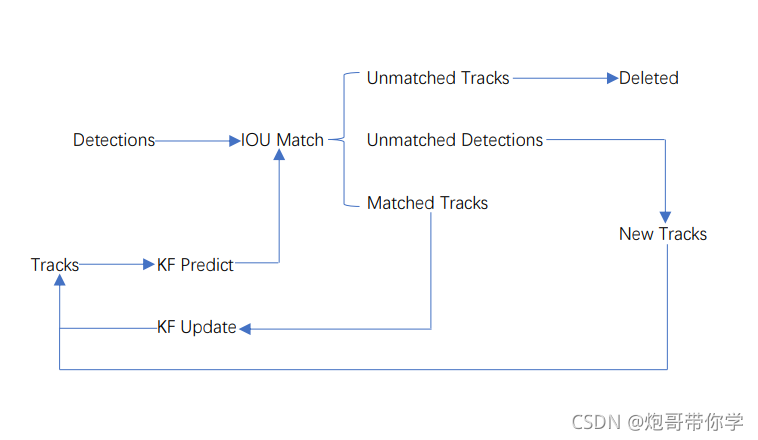 Unmatched Tracks
Deleted
Detections
IOU Match
Unmatched Detections
Matched Tracks
New Tracks
Tracks
KF Predict
KF Update
CSDN @炮哥带你学